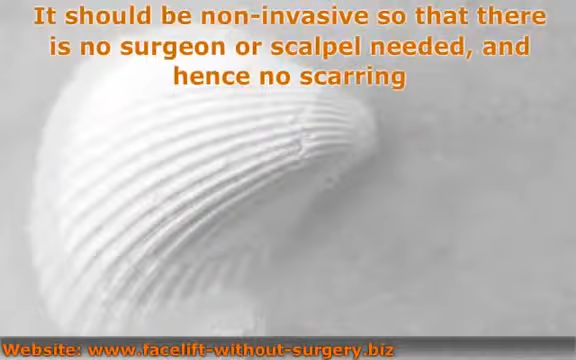 It should be non-invasive so that there
is no surgeon or scalpel needed, and
hence no scarring
Website: www.facelift-without-surgery.biz